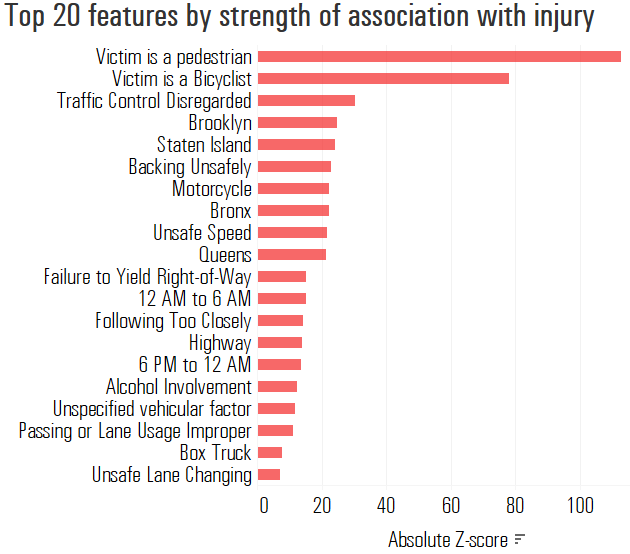 Top 20 features by strength of association with injury
Victim is a pedestrian
Victim is a Bicyclist
Traffic Control Disregarded
Brooklyn
Staten Island
Backing Unsafely
Motorcycle
Bronx
Unsafe Speed
Queens
Failure to Yield Right-of-Way
12 AM to 6 AM
Following Too Closely
Highway
6 PM to 12 AM
Alcohol Involvement
Unspecified vehicular factor
Passing or Lane Usage Improper
Box Truck
Unsafe Lane Changing
0 20 40 60 80 100
Absolute Z-score